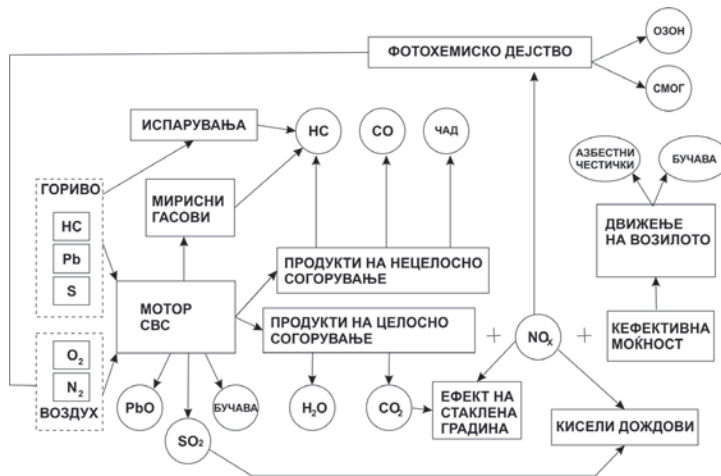 ФОТОХЕМИСКО ДЕЈСТВО
ОЗОН
СМОГ
ИСПАРУВАЊА
HC
CO
ЧАД
АЗБЕСТНИ
ЧЕСТИЧКИ
БУЧАВА
ГОРИВО
HC
Pb
S
МИРИСНИ
ГАСОВИ
ДВИЖЕЊЕ
НА ВОЗИЛОТО
ПРОДУКТИ НА НЕЦЕЛОСНО
СОГОРУВАЊЕ
МОТОР
СВС
ПРОДУКТИ НА ЦЕЛОСНО
СОГОРУВАЊЕ
+
NOx
+
КЕФЕКТИВНА
МОЌНОСТ
O₂
N₂
ВОЗДУХ
PbO
SO₂
БУЧАВА
H₂O
CO₂
ЕФЕКТ НА
СТАКЛЕНА
ГРАДИНА
КИСЕЛИ ДОЖДОВИ